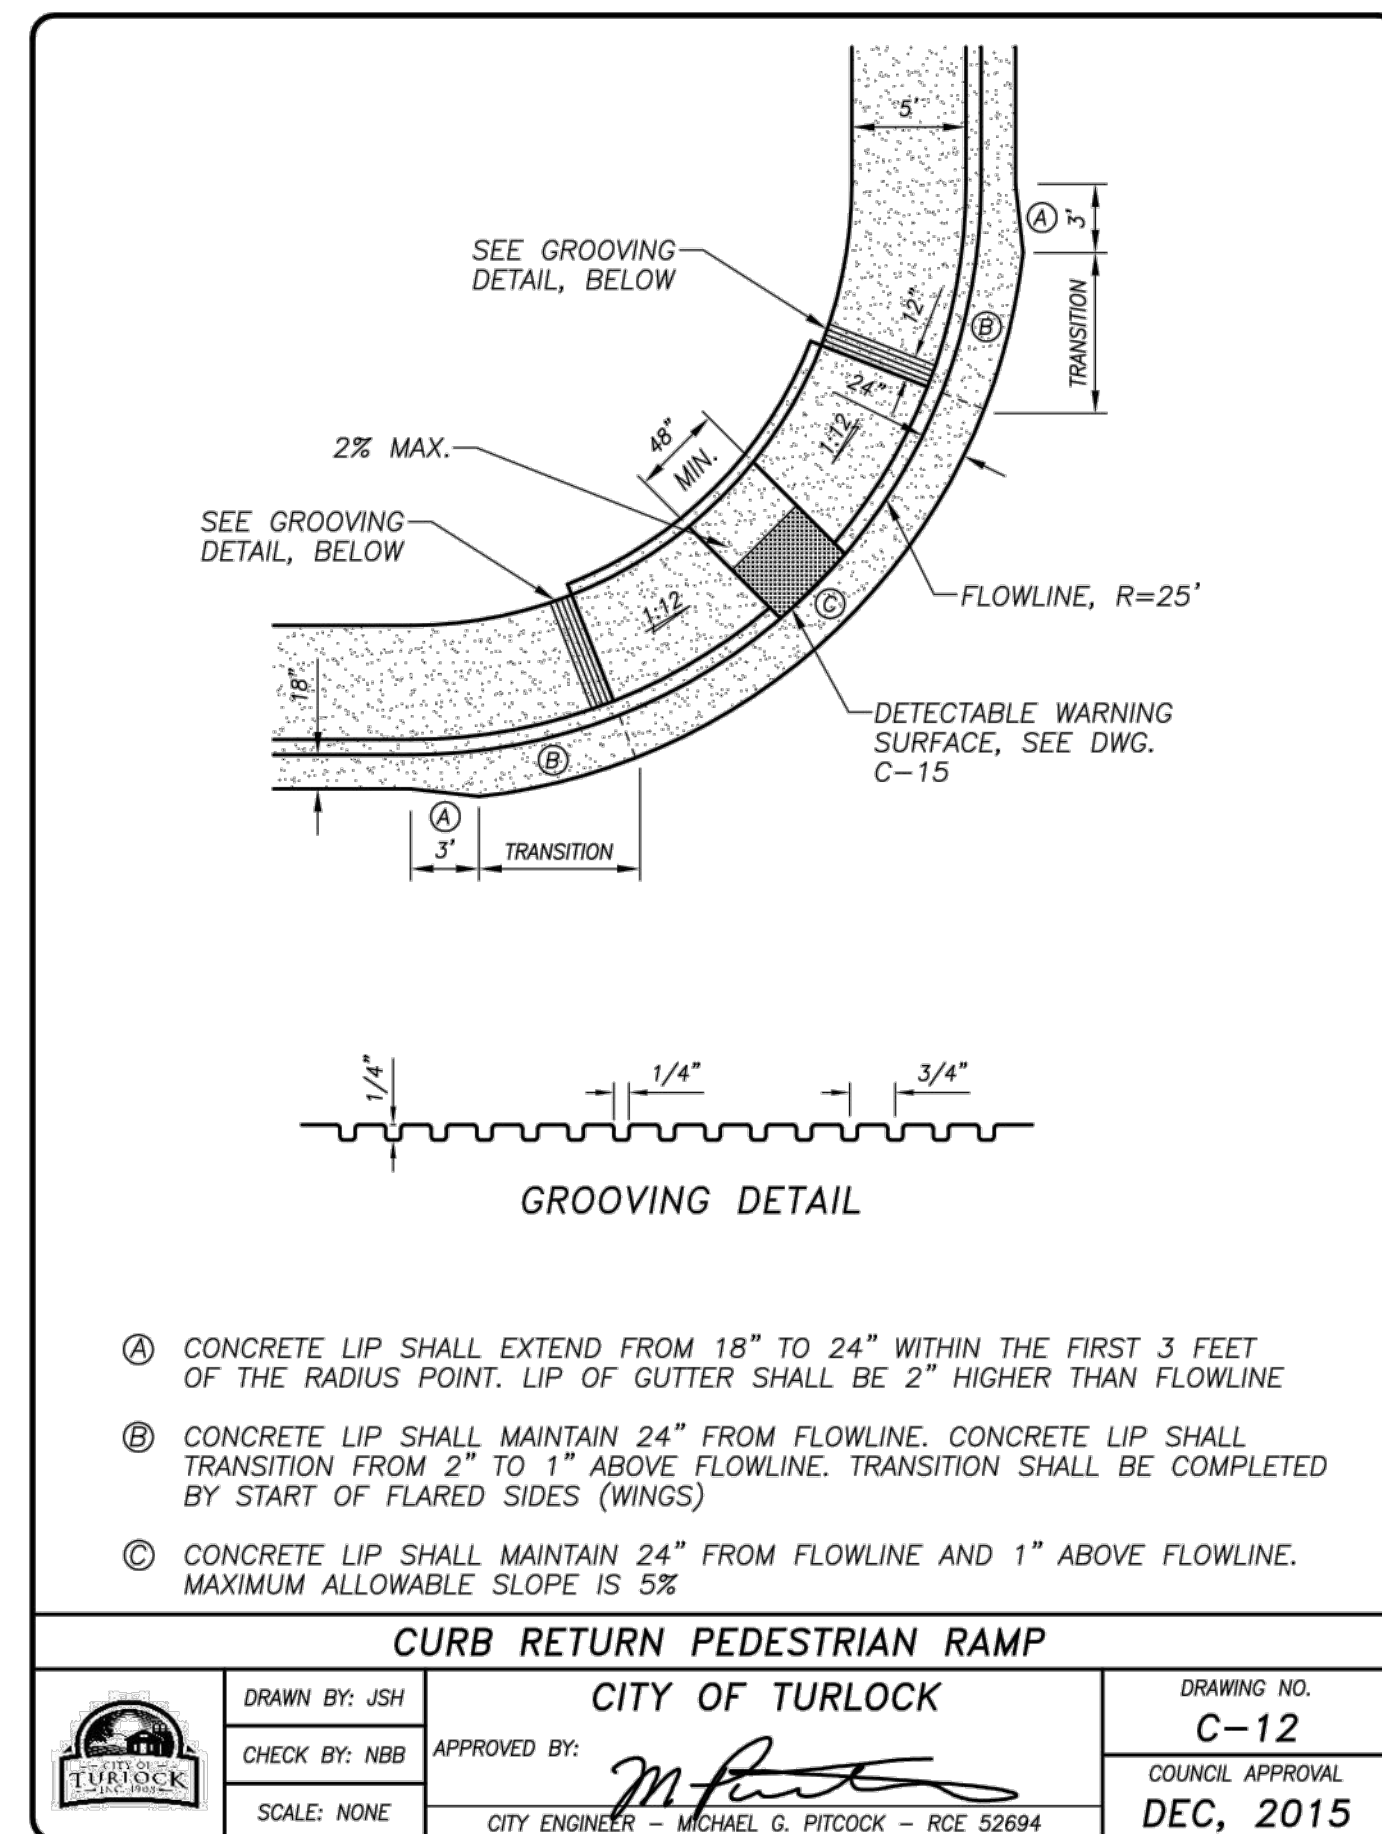 5'
A 3'
SEE GROOVING
DETAIL, BELOW
12"
B
TRANSITION
24"
1:12
48"
MIN.
2% MAX.
SEE GROOVING
DETAIL, BELOW
1:12
C
FLOWLINE, R=25'
18"
DETECTABLE WARNING
SURFACE, SEE DWG.
C-15
B
A
3'
TRANSITION
1/4"
1/4"
3/4"
GROOVING DETAIL
A CONCRETE LIP SHALL EXTEND FROM 18" TO 24" WITHIN THE FIRST 3 FEET
OF THE RADIUS POINT. LIP OF GUTTER SHALL BE 2" HIGHER THAN FLOWLINE
B CONCRETE LIP SHALL MAINTAIN 24" FROM FLOWLINE. CONCRETE LIP SHALL
TRANSITION FROM 2" TO 1" ABOVE FLOWLINE. TRANSITION SHALL BE COMPLETED
BY START OF FLARED SIDES (WINGS)
C CONCRETE LIP SHALL MAINTAIN 24" FROM FLOWLINE AND 1" ABOVE FLOWLINE.
MAXIMUM ALLOWABLE SLOPE IS 5%
CURB RETURN PEDESTRIAN RAMP
CITY OF
TURLOCK
INC. 1908
DRAWN BY: JSH
CHECK BY: NBB
SCALE: NONE
CITY OF TURLOCK
APPROVED BY:
CITY ENGINEER - MICHAEL G. PITCOCK - RCE 52694
DRAWING NO.
C-12
COUNCIL APPROVAL
DEC, 2015